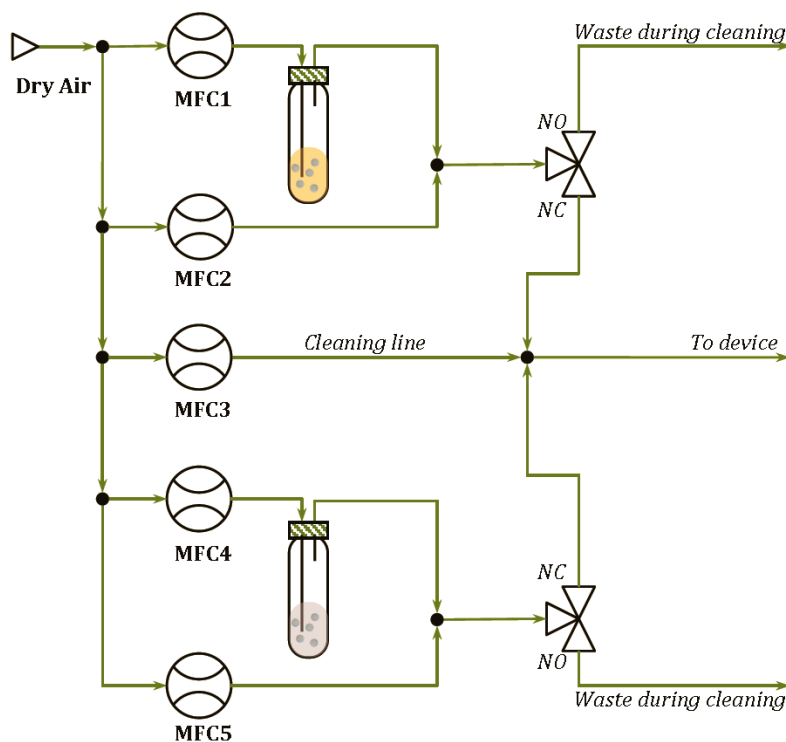 Waste during cleaning
Dry Air
MFC1
NO
NC
MFC2
Cleaning line
To device
MFC3
MFC4
NC
NO
Waste during cleaning
MFC5